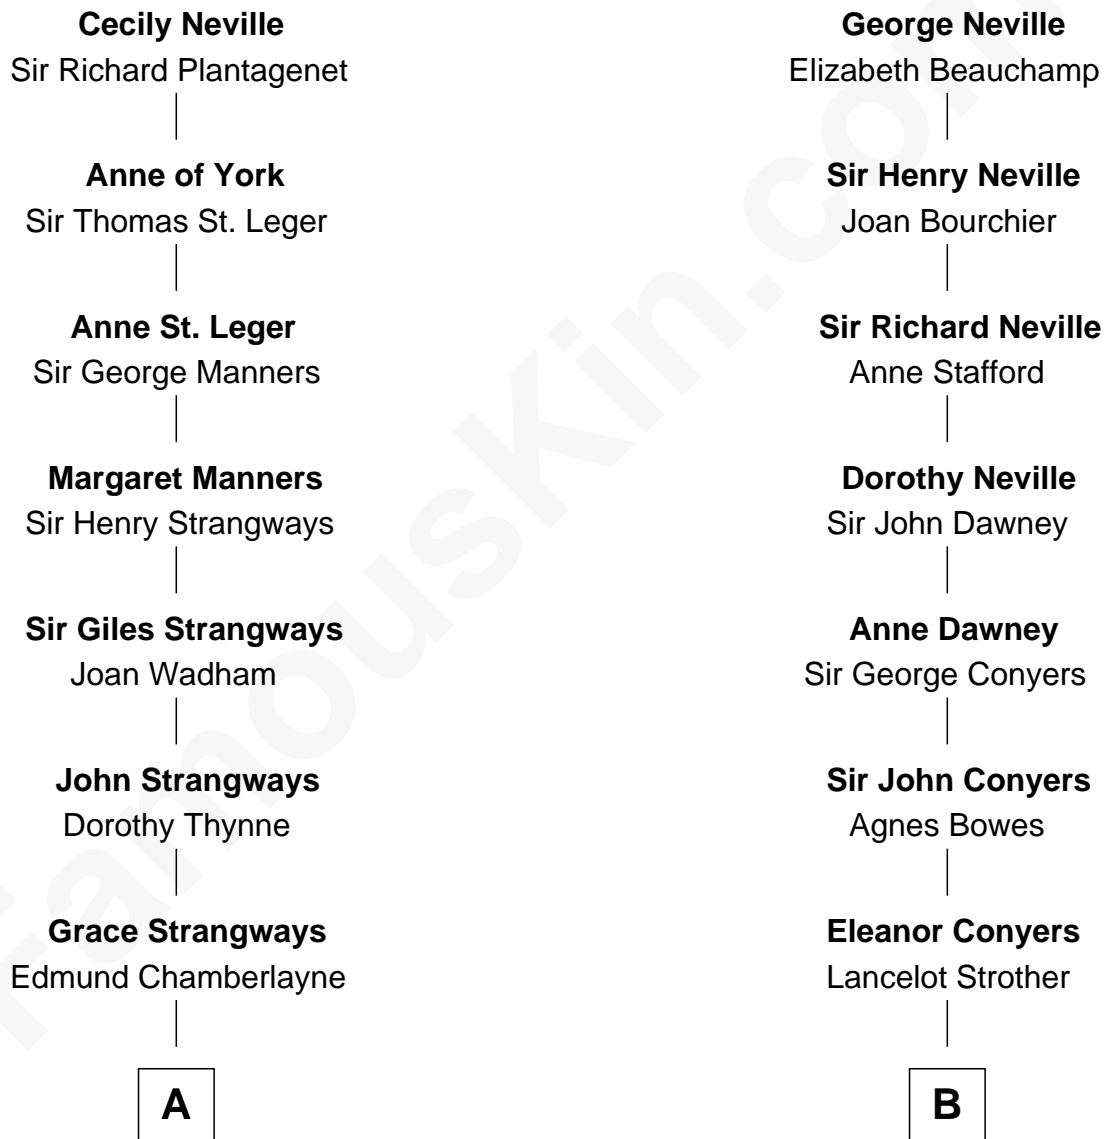 Cecily Neville
Sir Richard Plantagenet
Anne of York
Sir Thomas St. Leger
Anne St. Leger
Sir George Manners
Margaret Manners
Sir Henry Strangways
Sir Giles Strangways
Joan Wadham
John Strangways
Dorothy Thynne
Grace Strangways
Edmund Chamberlayne
A
George Neville
Elizabeth Beauchamp
Sir Henry Neville
Joan Bourchier
Sir Richard Neville
Anne Stafford
Dorothy Neville
Sir John Dawney
Anne Dawney
Sir George Conyers
Sir John Conyers
Agnes Bowes
Eleanor Conyers
Lancelot Strother
B
FamousKin.com